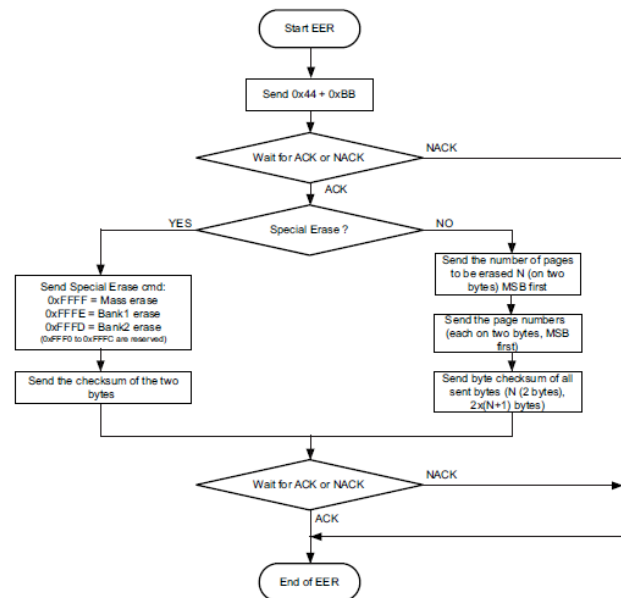 Start EER
Send 0x44 + 0xBB
Wait for ACK or NACK
NACK
ACK
Special Erase ?
YES
NO
Send Special Erase cmd:
0xFFFF = Mass erase
0xFFFE = Bank1 erase
0xFFFD = Bank2 erase
(0xFFF0 to 0xFFFC are reserved)
Send the checksum of the two
bytes
Send the number of pages
to be erased N (on two
bytes) MSB first
Send the page numbers
(each on two bytes, MSB
first)
Send byte checksum of all
sent bytes (N (2 bytes),
2x(N+1) bytes)
Wait for ACK or NACK
NACK
ACK
End of EER